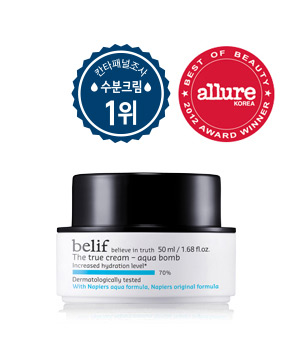 칸타패널조사
수분크림
1위
BEST OF BEAUTY
allure
KOREA
2012 AWARD WINNER
belif believe in truth 50 ml / 1.68 fl.oz.
The true cream – aqua bomb
Increased hydration level*
70%
Dermatologically tested
With Napiers aqua formula, Napiers original formula